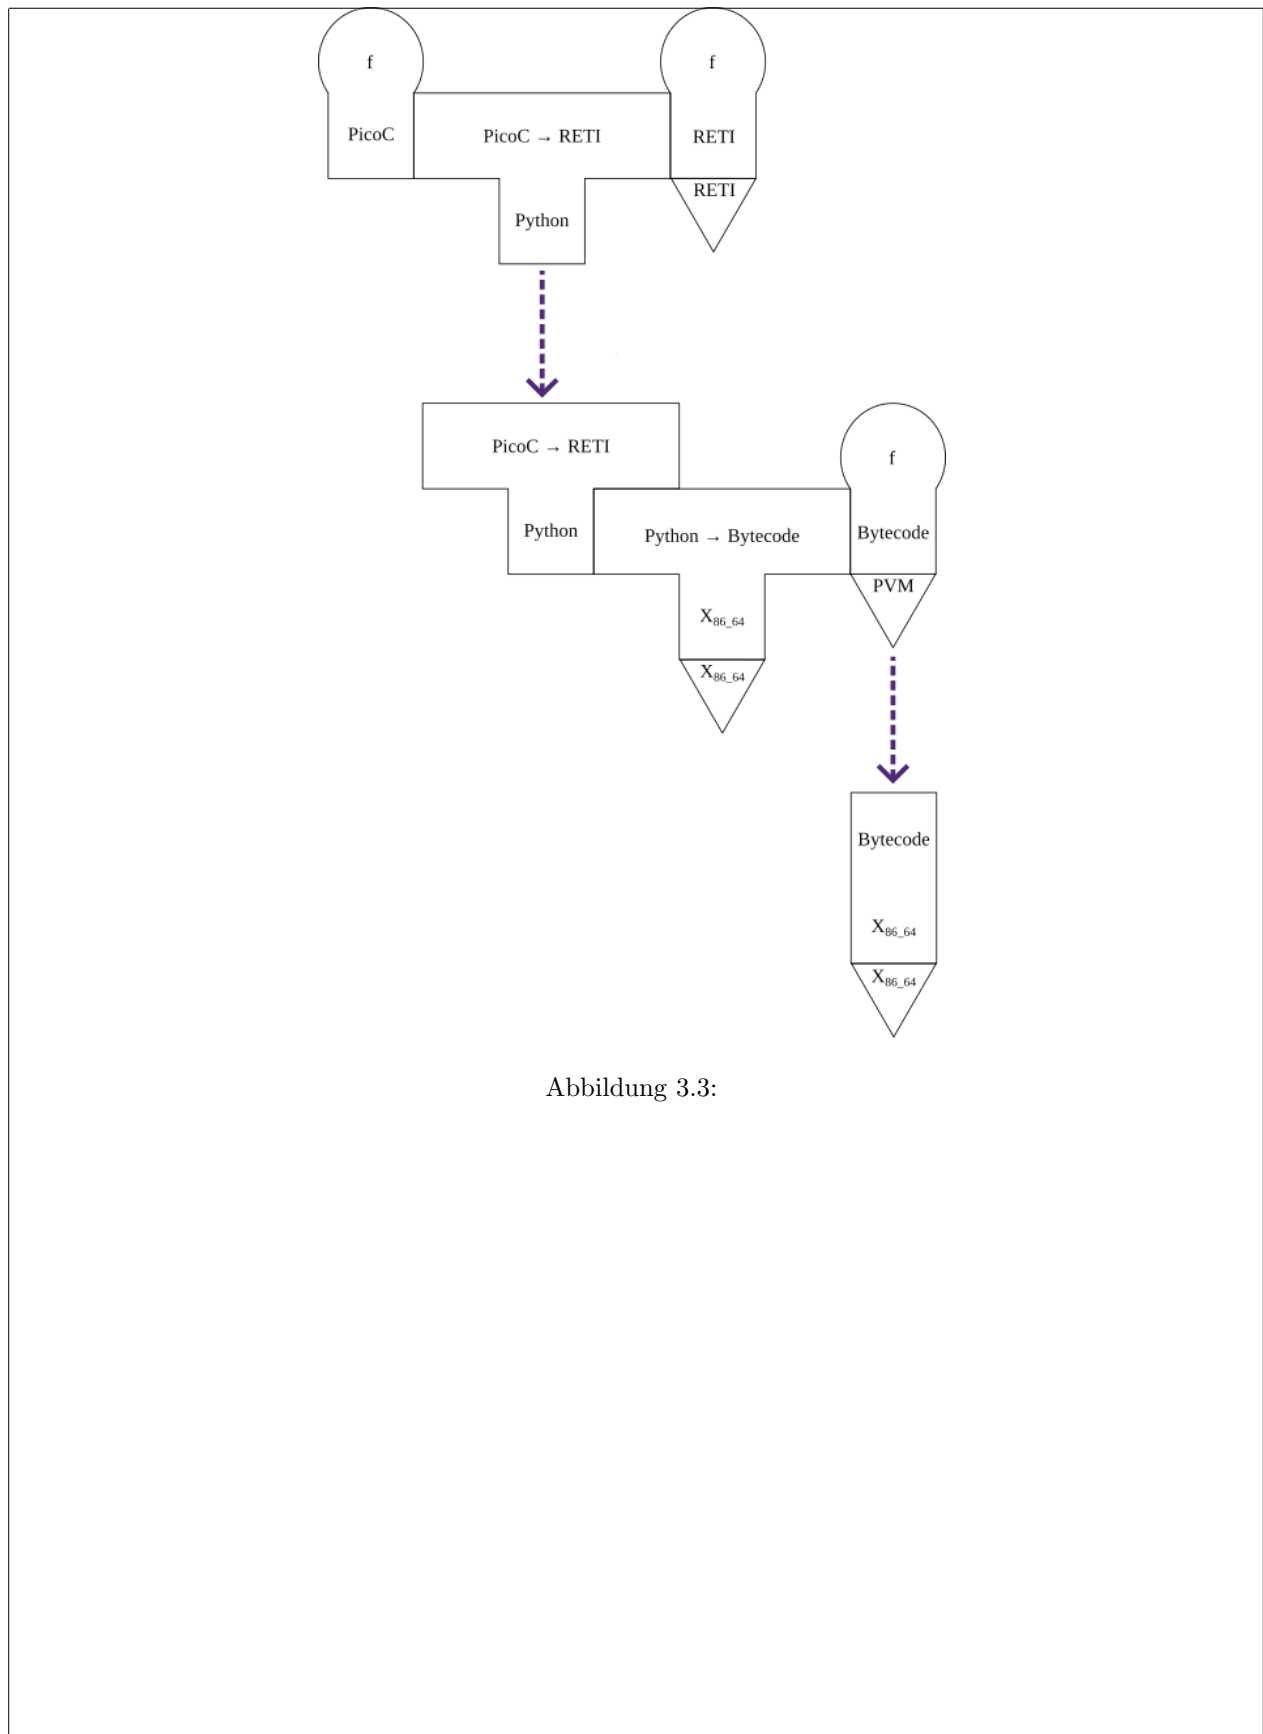 f
f
PicoC
PicoC → RETI
RETI
RETI
Python
PicoC → RETI
f
Python
Python → Bytecode
Bytecode
PVM
X86_64
X86_64
Bytecode
X86_64
X86_64
Abbildung 3.3: